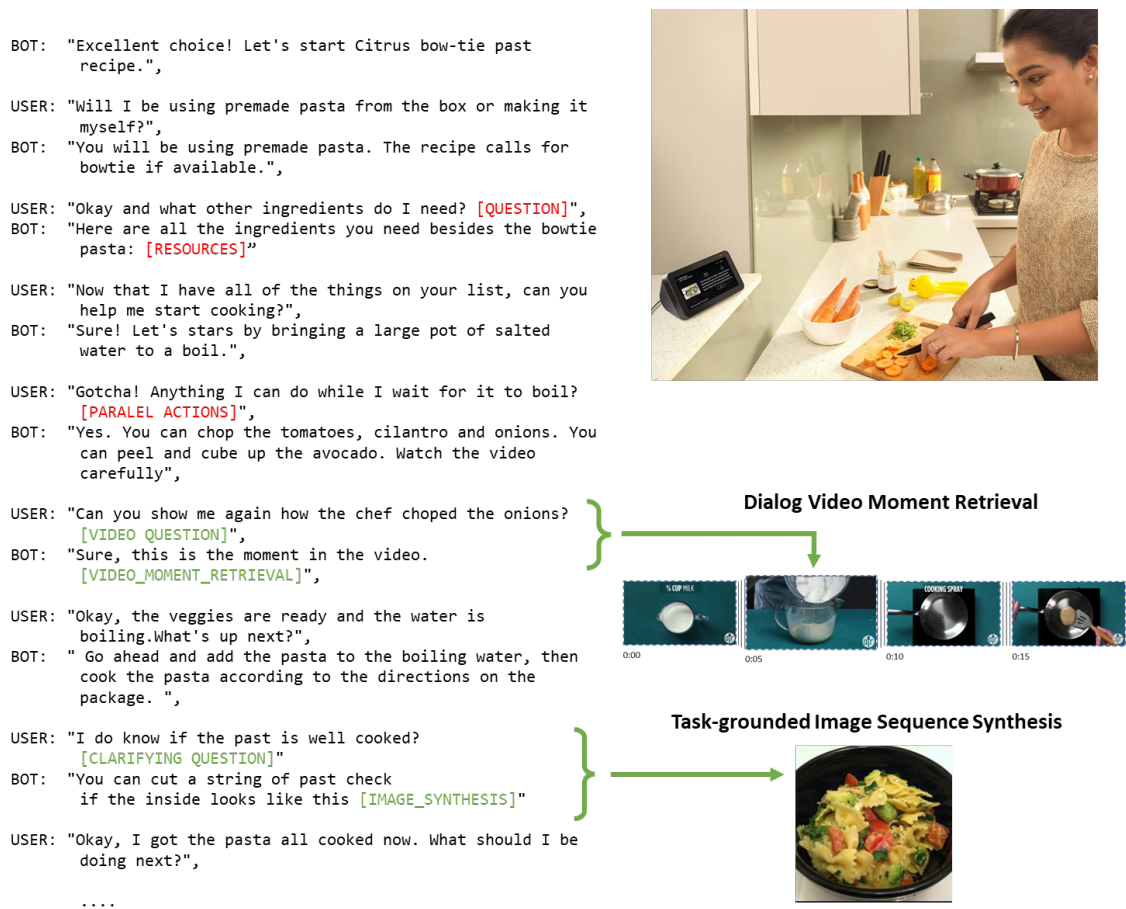 BOT: "Excellent choice! Let's start Citrus bow-tie past
recipe.",
USER: "Will I be using premade pasta from the box or making it
myself?",
BOT: "You will be using premade pasta. The recipe calls for
bowtie if available.",
USER: "Okay and what other ingredients do I need? [QUESTION]",
BOT: "Here are all the ingredients you need besides the bowtie
pasta: [RESOURCES]”
USER: "Now that I have all of the things on your list, can you
help me start cooking?",
BOT: "Sure! Let's stars by bringing a large pot of salted
water to a boil.",
USER: "Gotcha! Anything I can do while I wait for it to boil?
[PARALEL ACTIONS]",
BOT: "Yes. You can chop the tomatoes, cilantro and onions. You
can peel and cube up the avocado. Watch the video
carefully",
USER: "Can you show me again how the chef choped the onions?
[VIDEO QUESTION]",
BOT: "Sure, this is the moment in the video.
[VIDEO_MOMENT_RETRIEVAL]",
USER: "Okay, the veggies are ready and the water is
boiling.What's up next?",
BOT: " Go ahead and add the pasta to the boiling water, then
cook the pasta according to the directions on the
package. ",
USER: "I do know if the past is well cooked?
[CLARIFYING QUESTION]"
BOT: "You can cut a string of past check
if the inside looks like this [IMAGE_SYNTHESIS]"
USER: "Okay, I got the pasta all cooked now. What should I be
doing next?",
....
Dialog Video Moment Retrieval
¾ CUP MILK
COOKING SPRAY
0:00
0:05
0:10
0:15
Task-grounded Image Sequence Synthesis